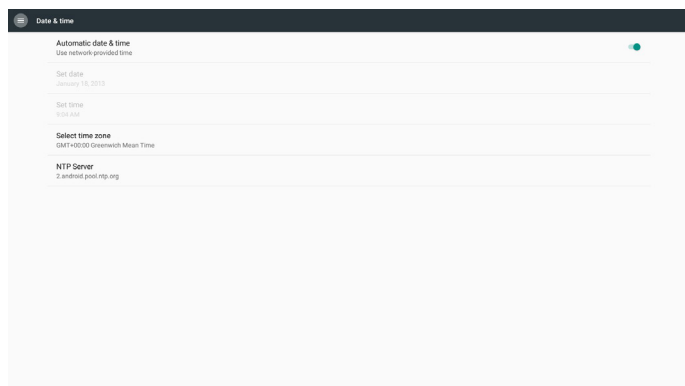 Date & time
Automatic date & time
Use network-provided time
Set date
January 18, 2015
Set time
9:04 AM
Select time zone
GMT+00:00 Greenwich Mean Time
NTP Server
2.android.pool.ntp.org